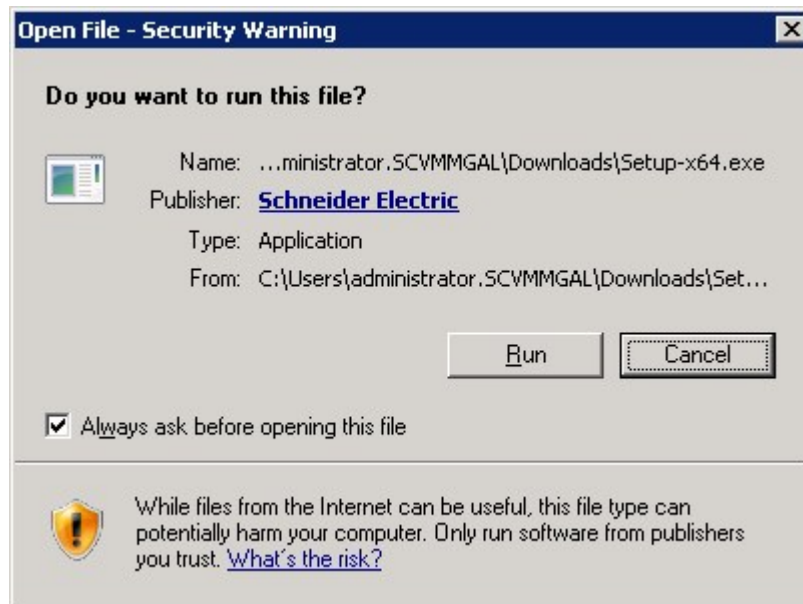 Open File - Security Warning
Do you want to run this file?
Name: ...ministrator.SCVMMGAL\Downloads\Setup-x64.exe
Publisher: Schneider Electric
Type: Application
From: C:\Users\administrator.SCVMMGAL\Downloads\Set...
Run Cancel
Always ask before opening this file
While files from the Internet can be useful, this file type can
potentially harm your computer. Only run software from publishers
you trust. What's the risk?